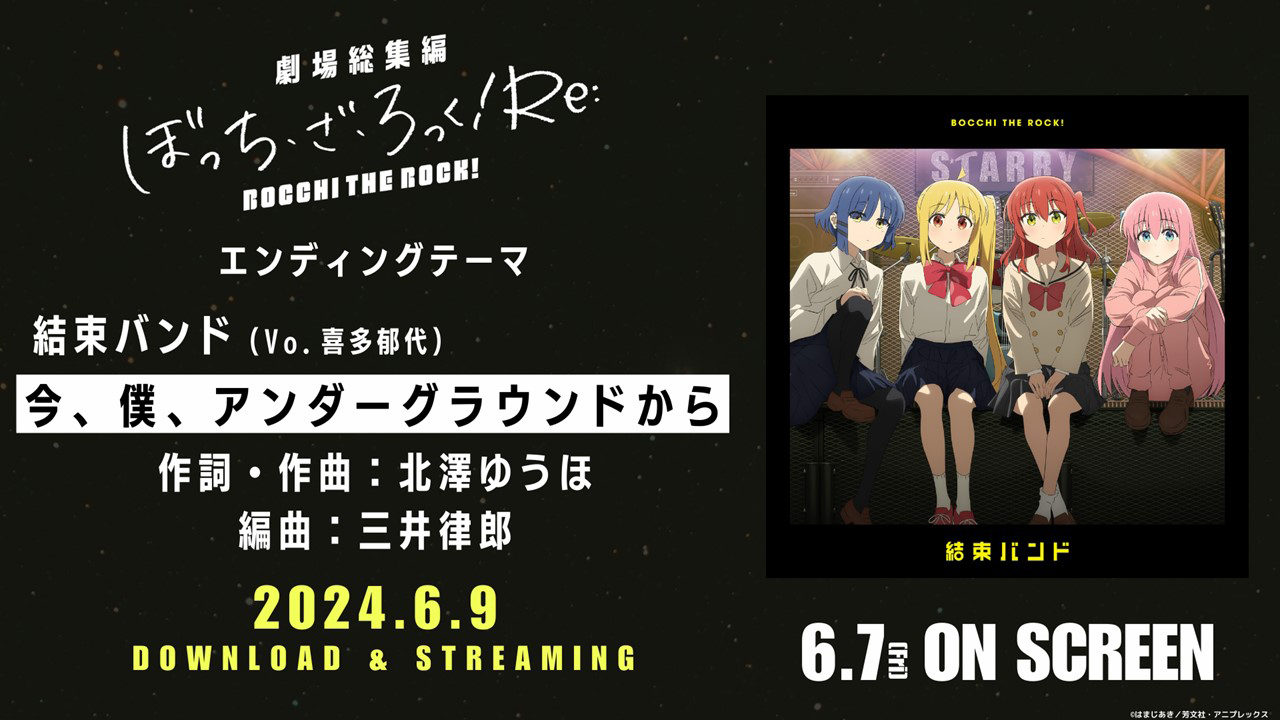 劇場総集編
ぼっち・ざ・ろっく!Re:
BOCCHI THE ROCK!
エンディングテーマ
結束バンド (Vo.喜多郁代)
今、僕、アンダーグラウンドから
作詞・作曲：北澤ゆうほ
編曲：三井律郎
2024.6.9
DOWNLOAD & STREAMING
BOCCHI THE ROCK!
STARRY
結束バンド
6.7(Fri) ON SCREEN
©はまじあき／芳文社・アニプレックス